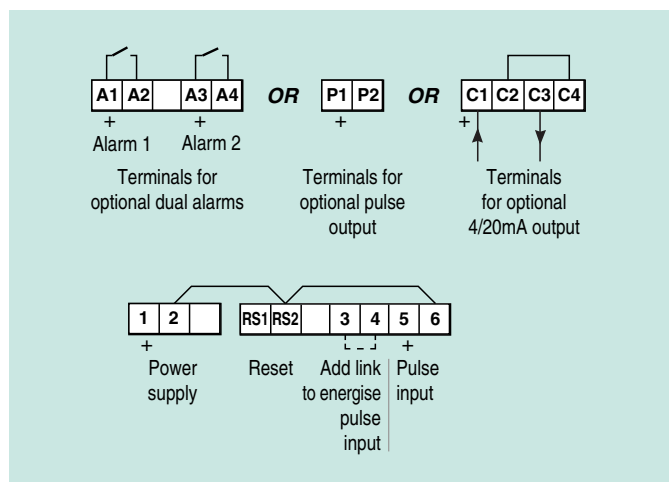 A1 A2 A3 A4 OR P1 P2 OR C1 C2 C3 C4
+ + + +
Alarm 1 Alarm 2
Terminals for
optional dual alarms
Terminals for
optional pulse
output
Terminals
for optional
4/20mA output
1 2 RS1 RS2 3 4 5 6
+ +
Power
supply
Reset
Add link
to energise
pulse
input
Pulse
input